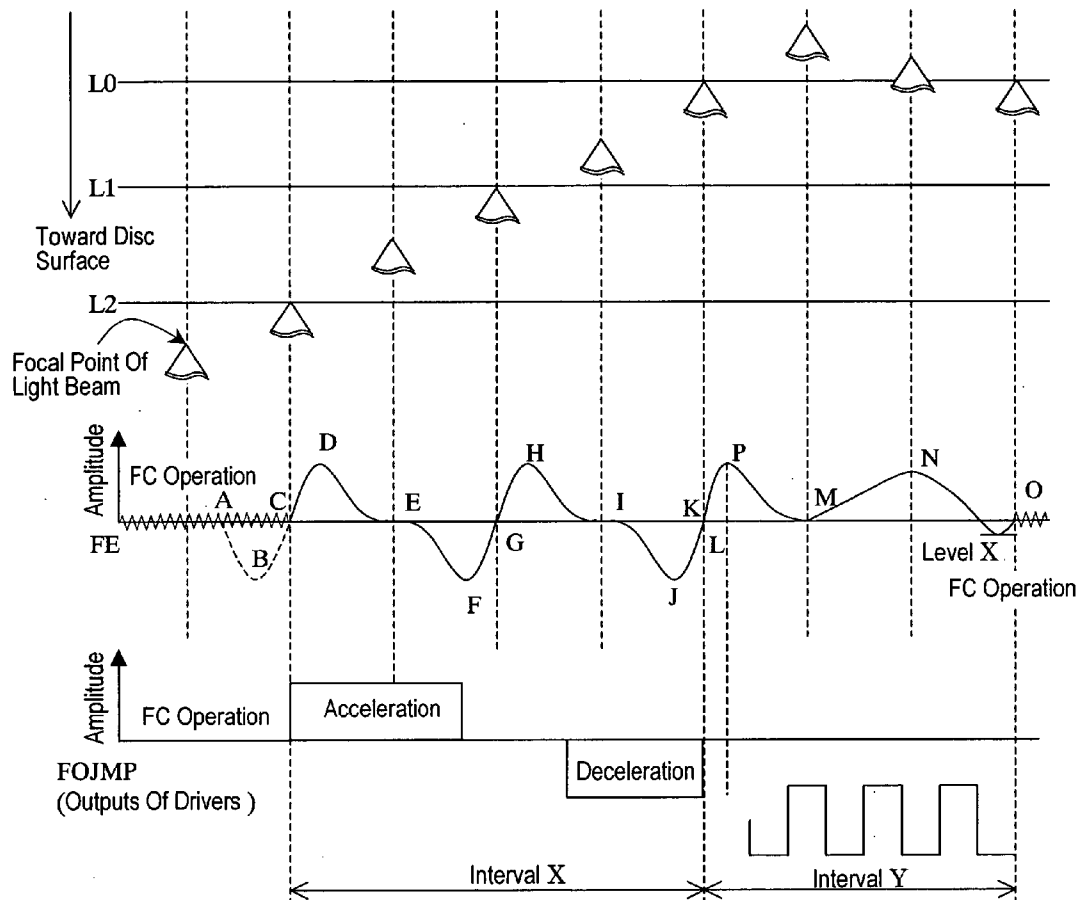 L0
L1
Toward Disc
Surface
L2
Focal Point Of
Light Beam
Amplitude
FC Operation
D
H
P
N
A
C
E
I
K
M
O
FE
B
G
L
Level X
F
J
FC Operation
Amplitude
FC Operation
Acceleration
Deceleration
FOJMP
(Outputs Of Drivers )
Interval X
Interval Y